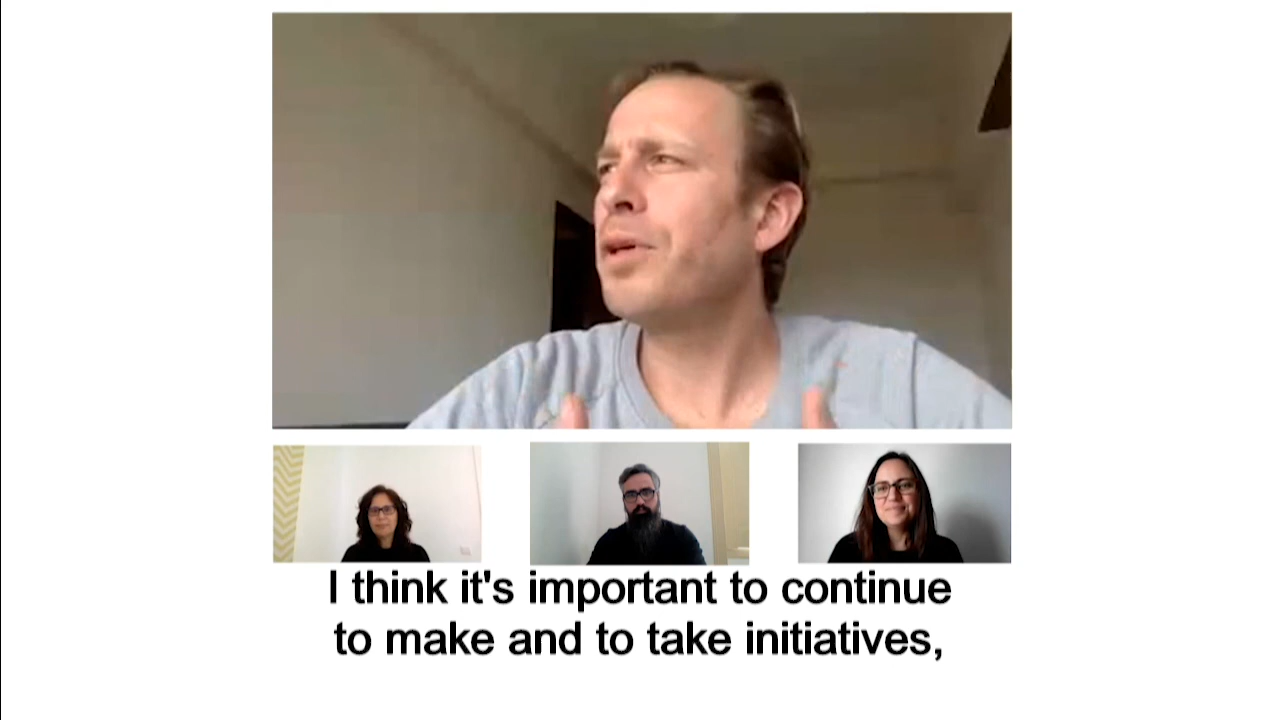 I think it's important to continue
to make and to take initiatives,